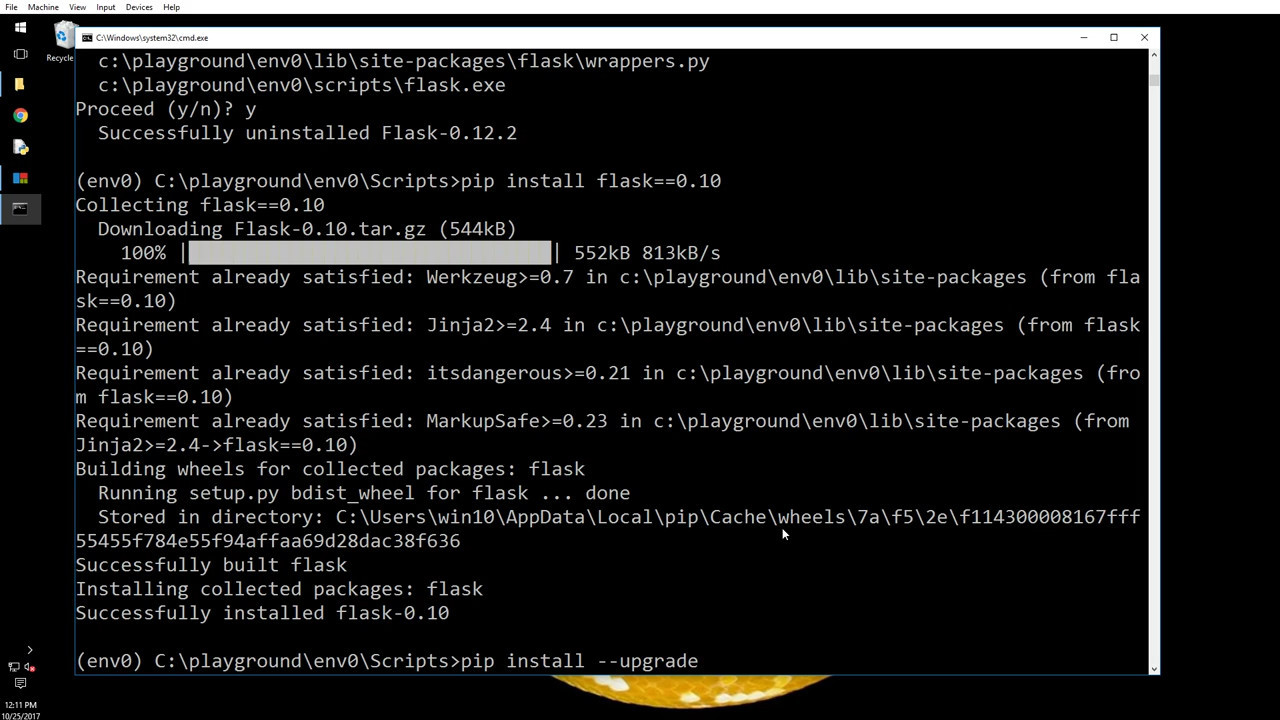 File Machine View Input Devices Help
Recycle
C:\Windows\system32\cmd.exe
c:\playground\env0\lib\site-packages\flask\wrappers.py
c:\playground\env0\scripts\flask.exe
Proceed (y/n)? y
Successfully uninstalled Flask-0.12.2
(env0) C:\playground\env0\Scripts>pip install flask==0.10
Collecting flask==0.10
Downloading Flask-0.10.tar.gz (544kB)
100% | | 552kB 813kB/s
Requirement already satisfied: Werkzeug>=0.7 in c:\playground\env0\lib\site-packages (from fla
sk==0.10)
Requirement already satisfied: Jinja2>=2.4 in c:\playground\env0\lib\site-packages (from flask
==0.10)
Requirement already satisfied: itsdangerous>=0.21 in c:\playground\env0\lib\site-packages (fro
m flask==0.10)
Requirement already satisfied: MarkupSafe>=0.23 in c:\playground\env0\lib\site-packages (from
Jinja2>=2.4->flask==0.10)
Building wheels for collected packages: flask
Running setup.py bdist_wheel for flask ... done
Stored in directory: C:\Users\win10\AppData\Local\pip\Cache\wheels\7a\f5\2e\f114300008167fff
55455f784e55f94affaa69d28dac38f636
Successfully built flask
Installing collected packages: flask
Successfully installed flask-0.10
(env0) C:\playground\env0\Scripts>pip install --upgrade
12:11 PM
10/25/2017